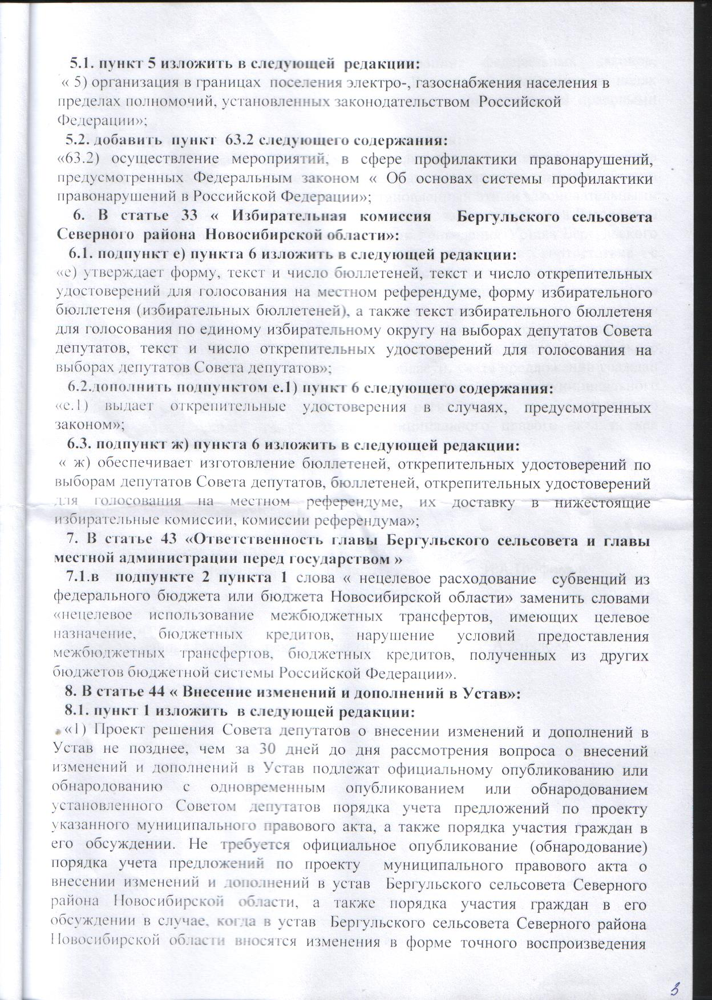 5.1. пункт 5 изложить в следующей редакции:
« 5) организация в границах поселения электро-, газоснабжения населения в
пределах полномочий, установленных законодательством Российской
Федерации»;
5.2. добавить пункт 63.2 следующего содержания:
«63.2) осуществление мероприятий, в сфере профилактики правонарушений,
предусмотренных Федеральным законом « Об основах системы профилактики
правонарушений в Российской Федерации»;
6. В статье 33 « Избирательная комиссия Бергульского сельсовета
Северного района Новосибирской области»:
6.1. подпункт е) пункта 6 изложить в следующей редакции:
«е) утверждает форму, текст и число бюллетеней, текст и число открепительных
удостоверений для голосования на местном референдуме, форму избирательного
бюллетеня (избирательных бюллетеней), а также текст избирательного бюллетеня
для голосования по единому избирательному округу на выборах депутатов Совета
депутатов, текст и число открепительных удостоверений для голосования на
выборах депутатов Совета депутатов»;
6.2.дополнить подпунктом е.1) пункт 6 следующего содержания:
«е.1) выдает открепительные удостоверения в случаях, предусмотренных
законом»;
6.3. подпункт ж) пункта 6 изложить в следующей редакции:
« ж) обеспечивает изготовление бюллетеней, открепительных удостоверений по
выборам депутатов Совета депутатов, бюллетеней, открепительных удостоверений
для голосования на местном референдуме, их доставку в нижестоящие
избирательные комиссии, комиссии референдума»;
7. В статье 43 «Ответственность главы Бергульского сельсовета и главы
местной администрации перед государством »
7.1.в подпункте 2 пункта 1 слова « нецелевое расходование субвенций из
федерального бюджета или бюджета Новосибирской области» заменить словами
«нецелевое использование межбюджетных трансфертов, имеющих целевое
назначение, бюджетных кредитов, нарушение условий предоставления
межбюджетных трансфертов, бюджетных кредитов, полученных из других
бюджетов бюджетной системы Российской Федерации».
8. В статье 44 « Внесение изменений и дополнений в Устав»:
8.1. пункт 1 изложить в следующей редакции:
«1) Проект решения Совета депутатов о внесении изменений и дополнений в
Устав не позднее, чем за 30 дней до дня рассмотрения вопроса о внесений
изменений и дополнений в Устав подлежат официальному опубликованию или
обнародованию с одновременным опубликованием или обнародованием
установленного Советом депутатов порядка учета предложений по проекту
указанного муниципального правового акта, а также порядка участия граждан в
его обсуждении. Не требуется официальное опубликование (обнародование)
порядка учета предложений по проекту муниципального правового акта о
внесении изменений и дополнений в устав Бергульского сельсовета Северного
района Новосибирской области, а также порядка участия граждан в его
обсуждении в случае, когда в устав Бергульского сельсовета Северного района
Новосибирской области вносятся изменения в форме точного воспроизведения
3